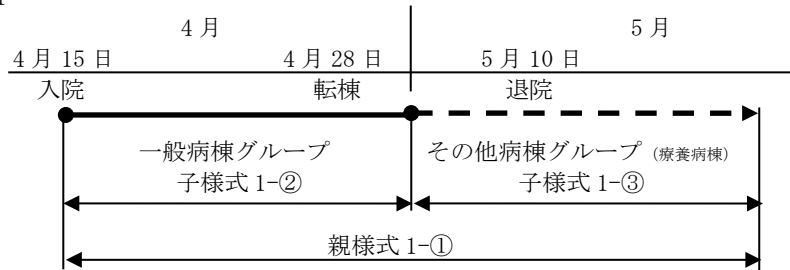 4月 5月
4月15日 4月28日 5月10日
入院 転棟 退院
一般病棟グループ その他病棟グループ (療養病棟)
子様式1-② 子様式1-③
親様式1-①